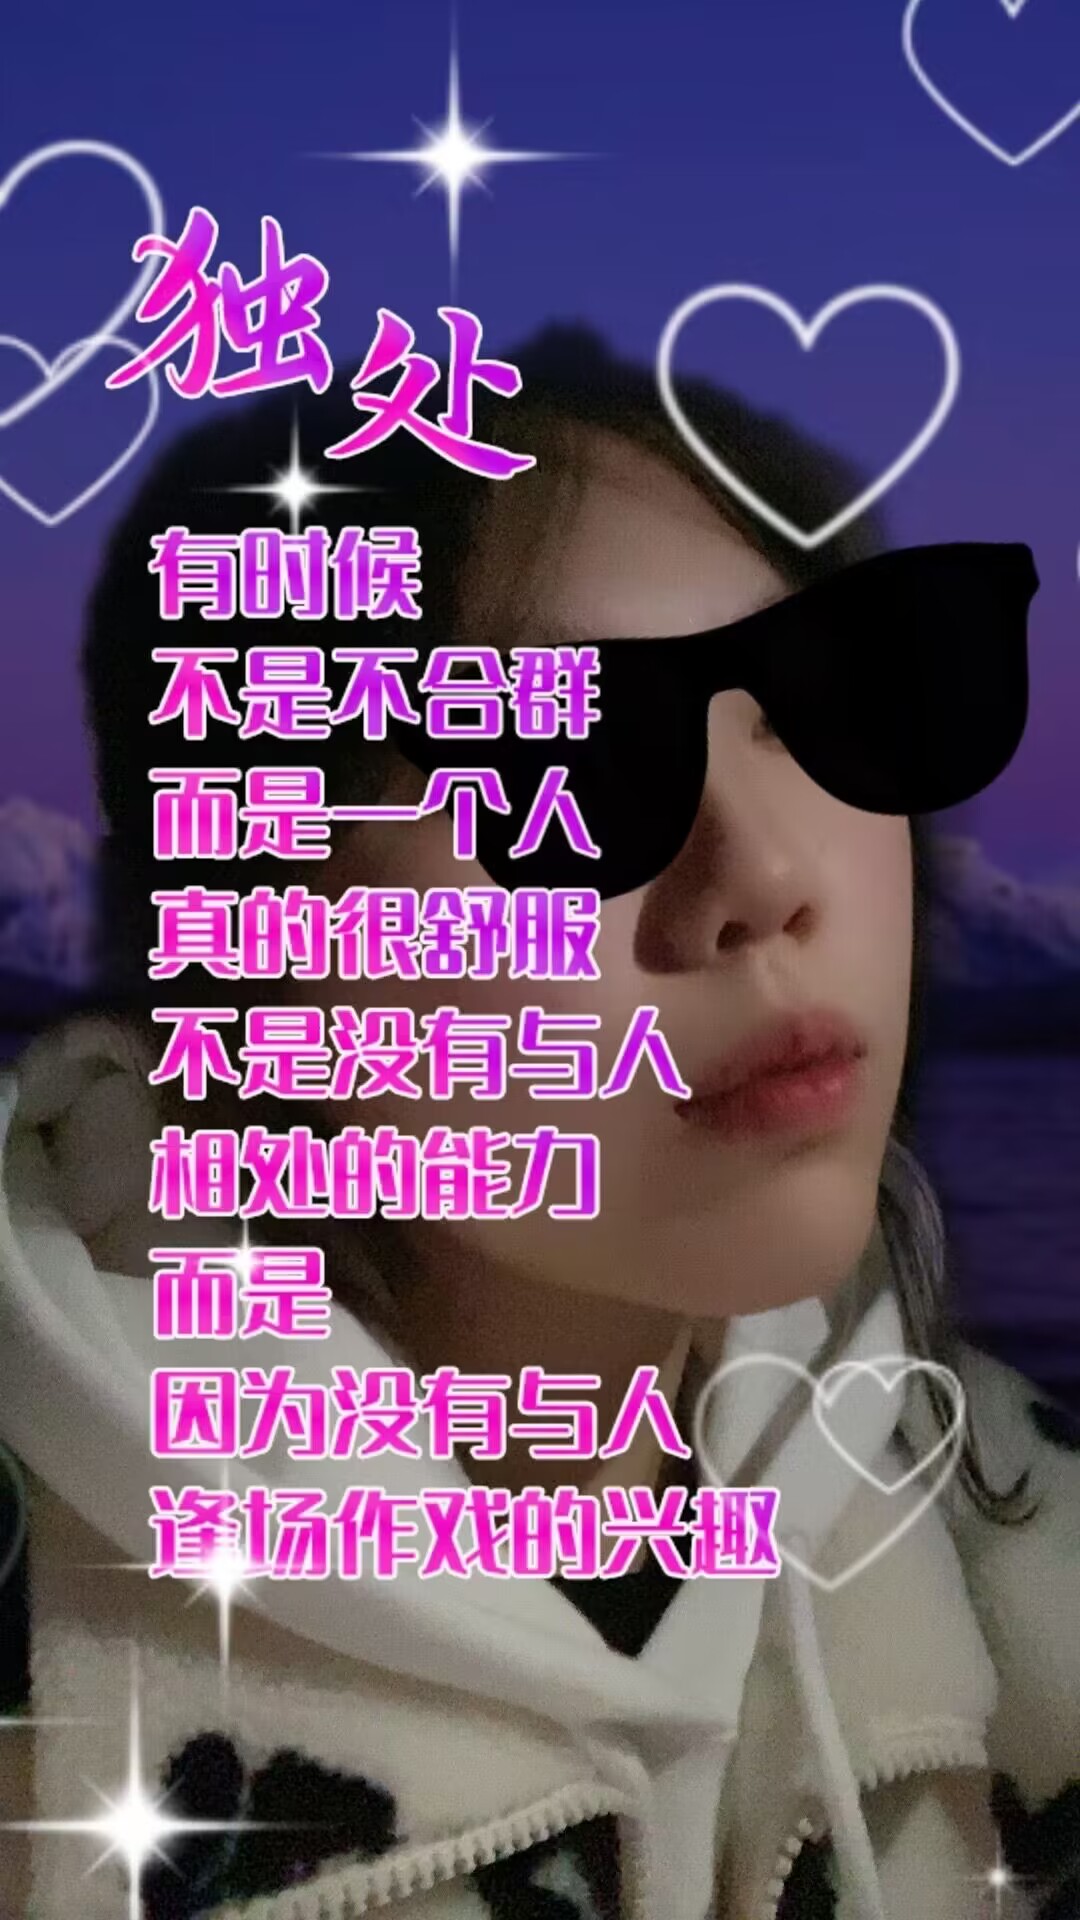 独处
有时候
不是不合群
而是一个人
真的很舒服
不是没有与人
相处的能力
而是
因为没有与人
逢场作戏的兴趣